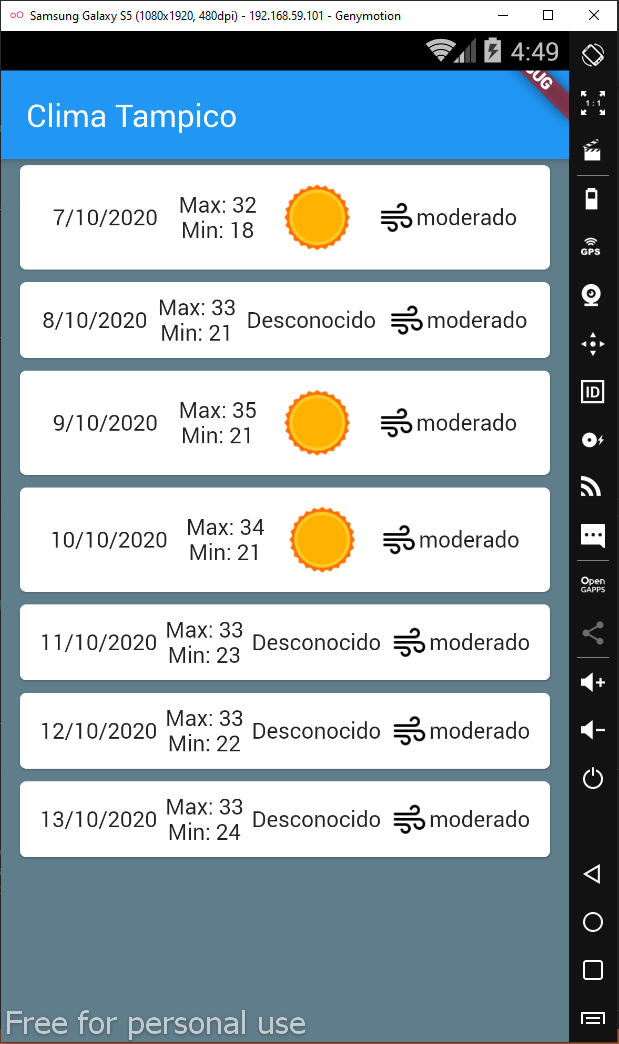 Samsung Galaxy S5 (1080x1920, 480dpi) - 192.168.59.101 - Genymotion
4:49
Clima Tampico
1:1
GPS
ID
Open
GAPPS
7/10/2020
Max: 32
Min: 18
moderado
8/10/2020
Max: 33
Min: 21
Desconocido
moderado
9/10/2020
Max: 35
Min: 21
moderado
10/10/2020
Max: 34
Min: 21
moderado
11/10/2020
Max: 33
Min: 23
Desconocido
moderado
12/10/2020
Max: 33
Min: 22
Desconocido
moderado
13/10/2020
Max: 33
Min: 24
Desconocido
moderado
Free for personal use